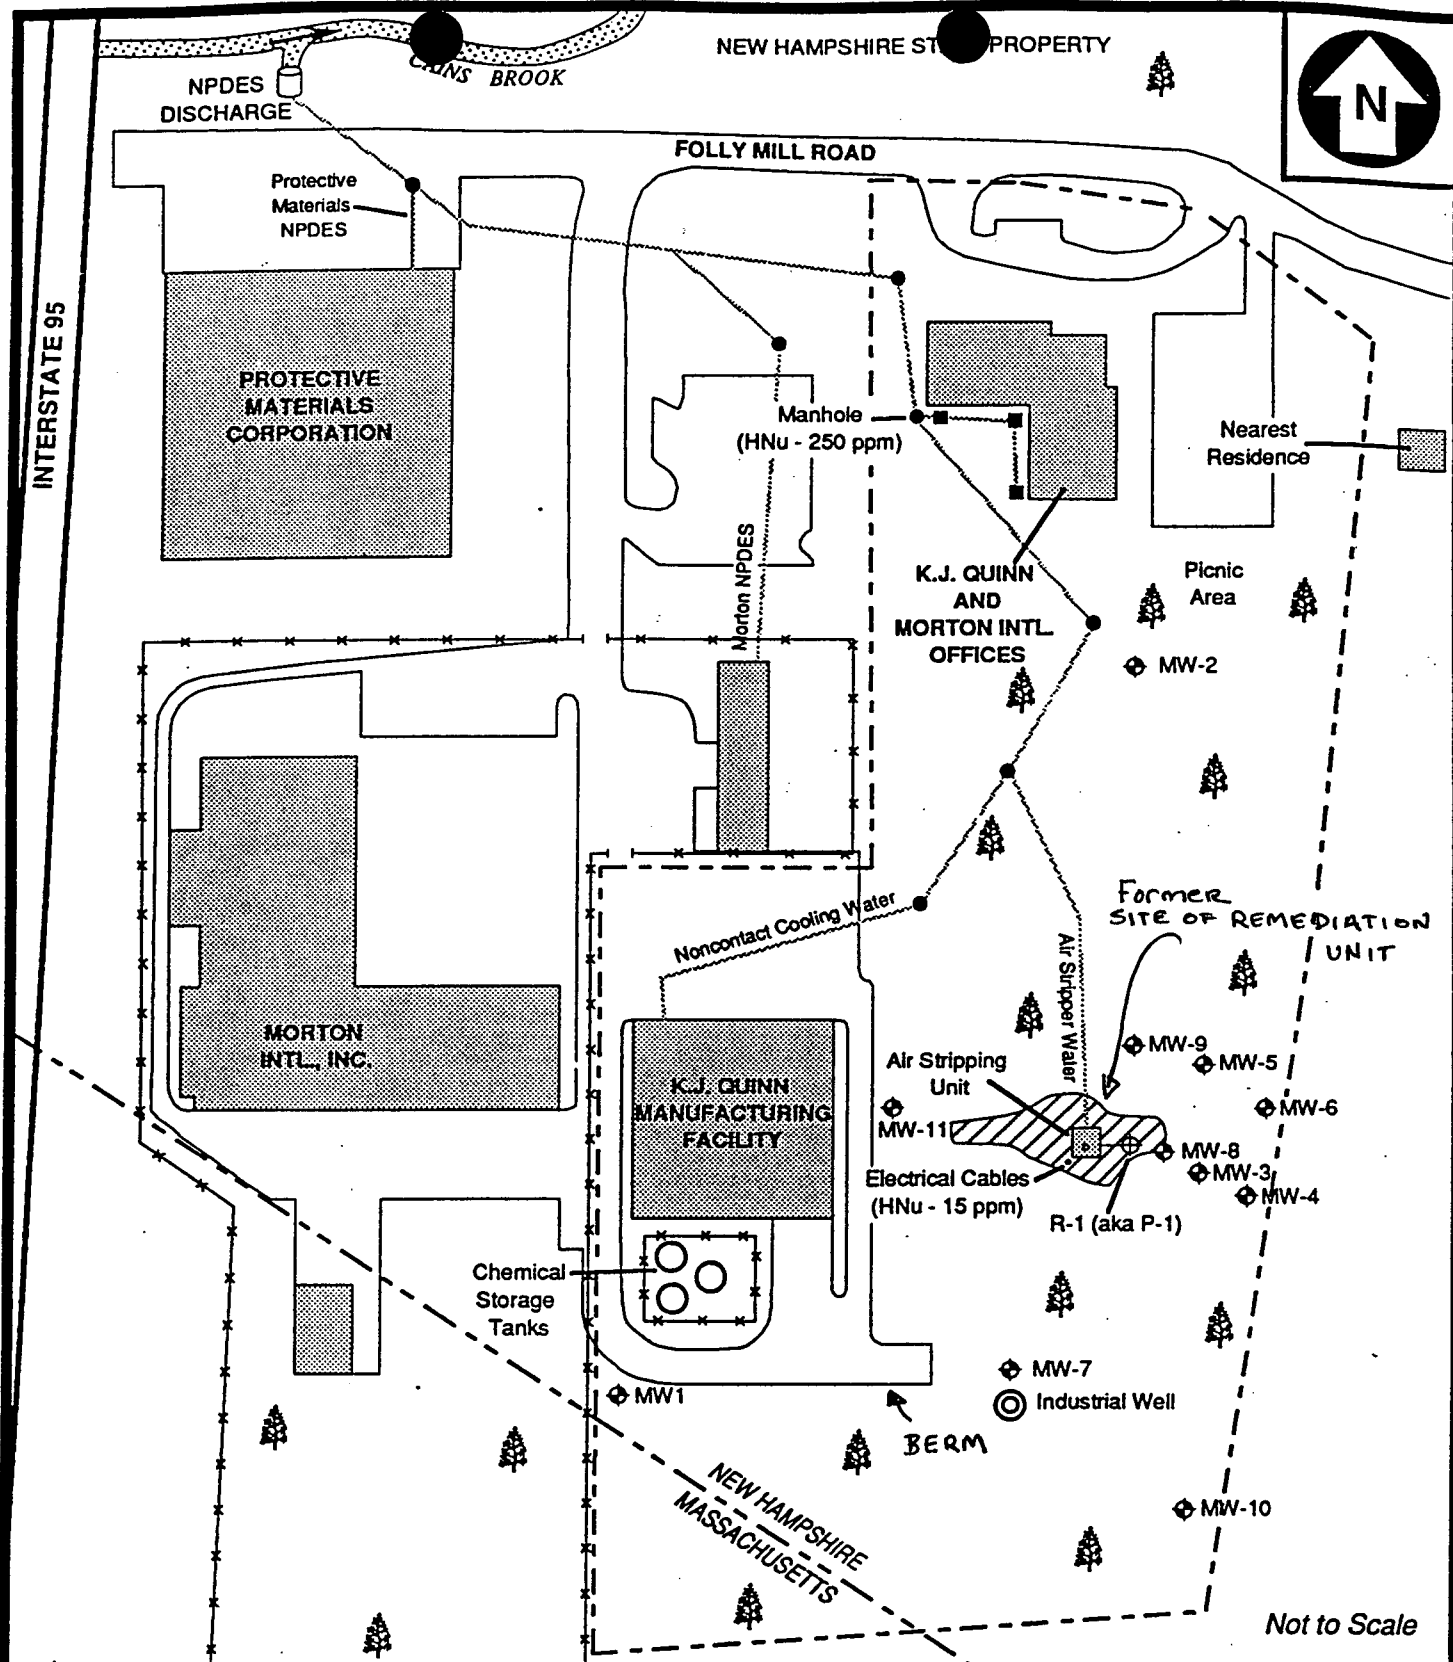 NEW HAMPSHIRE ST
PROPERTY
N
CAINS BROOK
NPDES
DISCHARGE
FOLLY MILL ROAD
Protective
Materials
NPDES
INTERSTATE 95
PROTECTIVE
MATERIALS
CORPORATION
Manhole
(HNu - 250 ppm)
Nearest
Residence
Morton NPDES
K.J. QUINN
AND
MORTON INTL.
OFFICES
Picnic
Area
MW-2
Former
SITE OF REMEDIATION
UNIT
Noncontact Cooling Water
Air Stripper Water
MORTON
INTL., INC.
K.J. QUINN
MANUFACTURING
FACILITY
Air Stripping
Unit
MW-9
MW-5
MW-6
MW-11
MW-8
MW-3
MW-4
Electrical Cables
(HNu - 15 ppm)
R-1 (aka P-1)
Chemical
Storage
Tanks
MW-7
MW1
Industrial Well
BERM
NEW HAMPSHIRE
MASSACHUSETTS
MW-10
Not to Scale